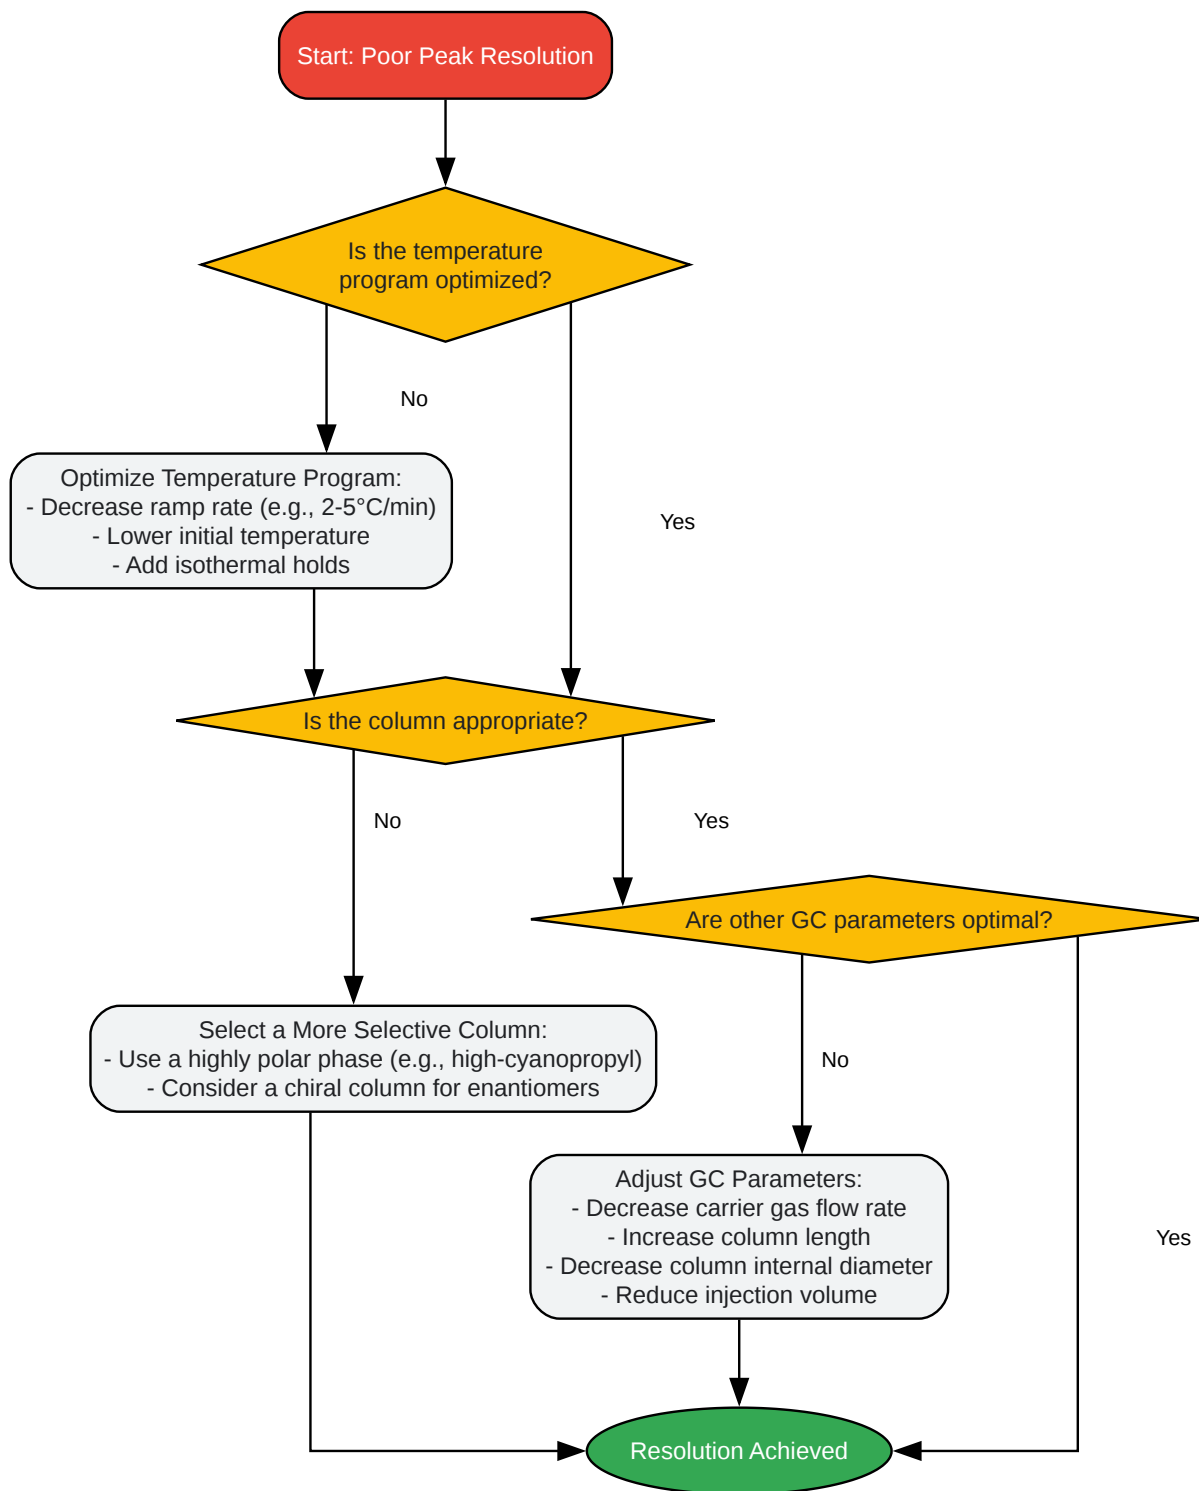 Start: Poor Peak Resolution
Is the temperature
program optimized?
No
Optimize Temperature Program:
- Decrease ramp rate (e.g., 2-5°C/min)
- Lower initial temperature
- Add isothermal holds
Yes
Is the column appropriate?
No
Yes
Are other GC parameters optimal?
Select a More Selective Column:
- Use a highly polar phase (e.g., high-cyanopropyl)
- Consider a chiral column for enantiomers
No
Adjust GC Parameters:
- Decrease carrier gas flow rate
- Increase column length
- Decrease column internal diameter
- Reduce injection volume
Yes
Resolution Achieved